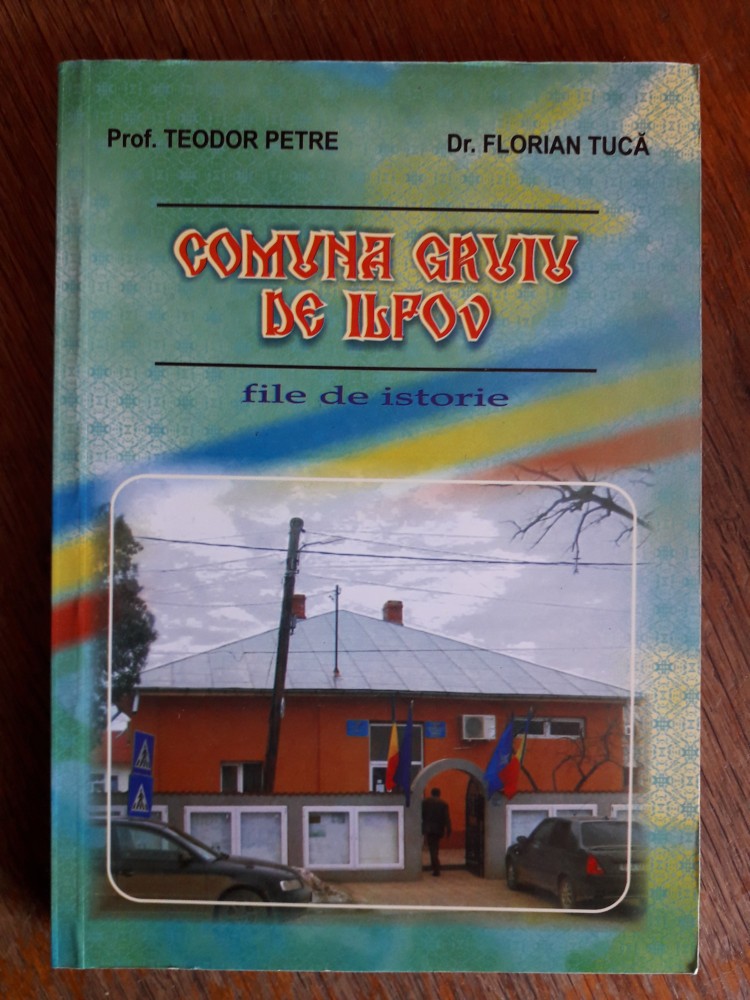 Prof. TEODOR PETRE Dr. FLORIAN TUCĂ
COMUNA GRUIU
DE ILFOV
file de istorie